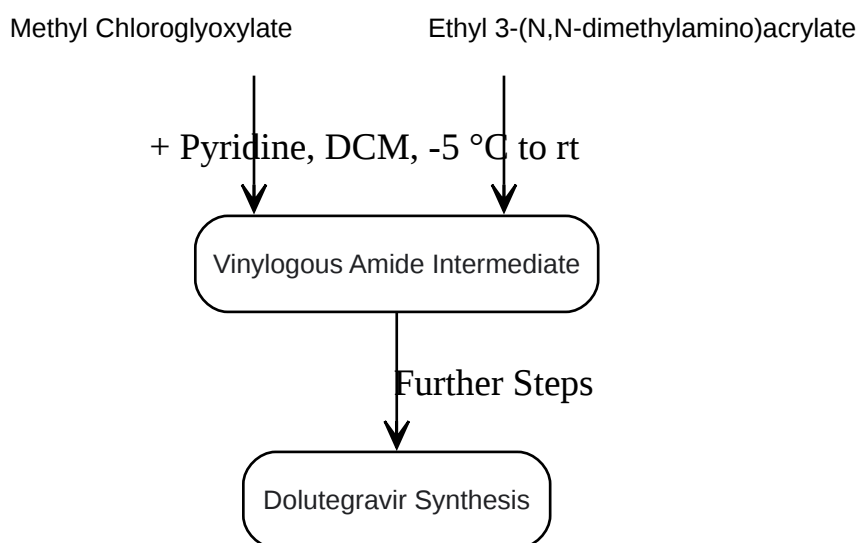 Methyl Chloroglyoxylate
Ethyl 3-(N,N-dimethylamino)acrylate
+ Pyridine, DCM, -5 °C to rt
Vinylogous Amide Intermediate
Further Steps
Dolutegravir Synthesis